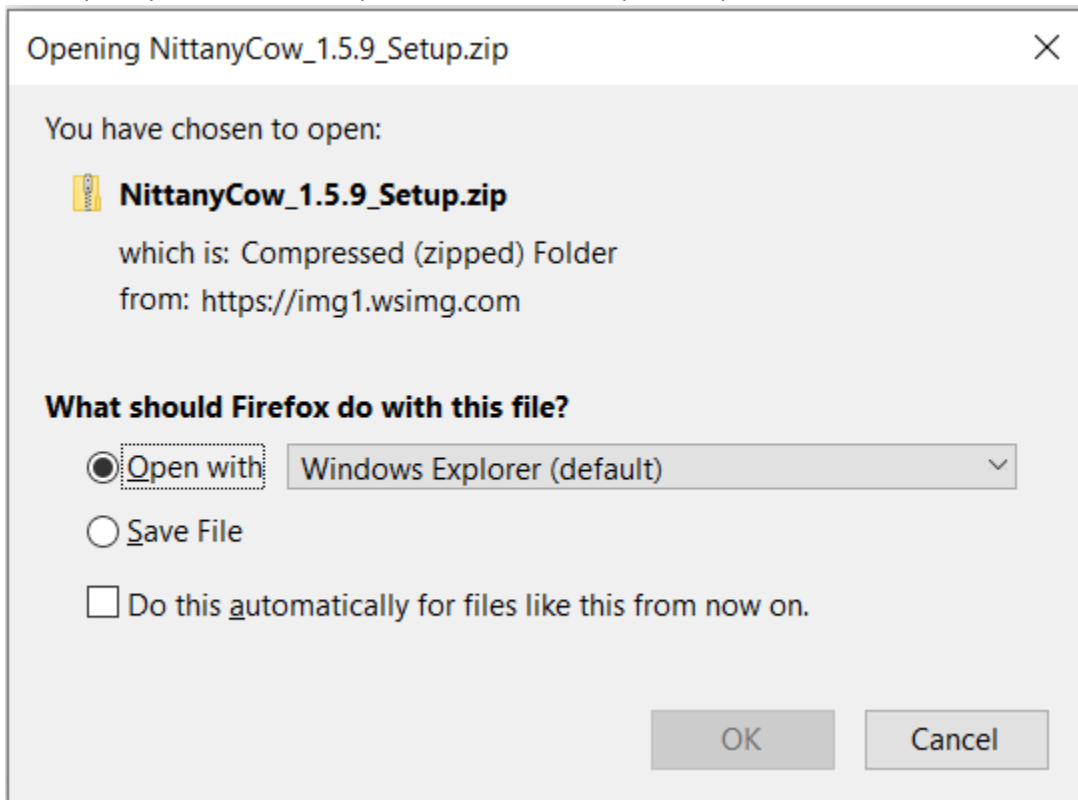 Opening NittanyCow_1.5.9_Setup.zip
You have chosen to open:
NittanyCow_1.5.9_Setup.zip
which is: Compressed (zipped) Folder
from: https://img1.wsimg.com
What should Firefox do with this file?
Open with Windows Explorer (default)
Save File
Do this automatically for files like this from now on.
OK Cancel